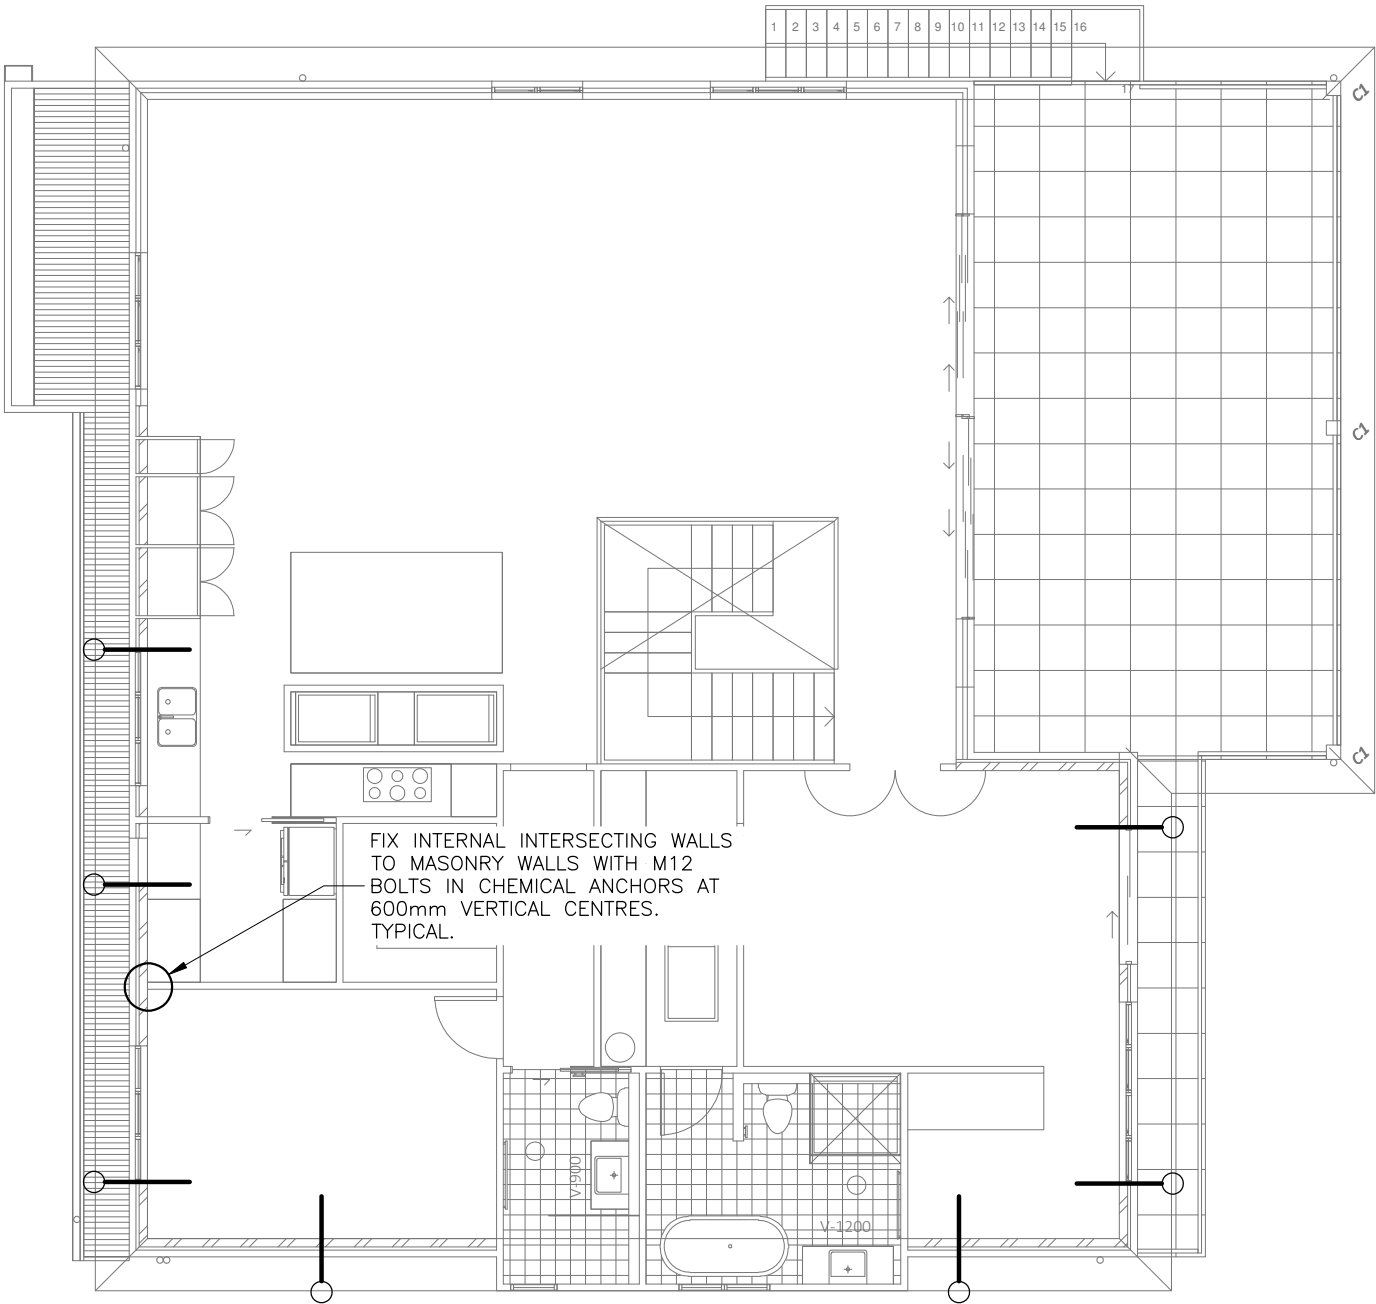 1 2 3 4 5 6 7 8 9 10 11 12 13 14 15 16
17
C1
C1
C1
FIX INTERNAL INTERSECTING WALLS
TO MASONRY WALLS WITH M12
BOLTS IN CHEMICAL ANCHORS AT
600mm VERTICAL CENTRES.
TYPICAL.
V-900
V-1200